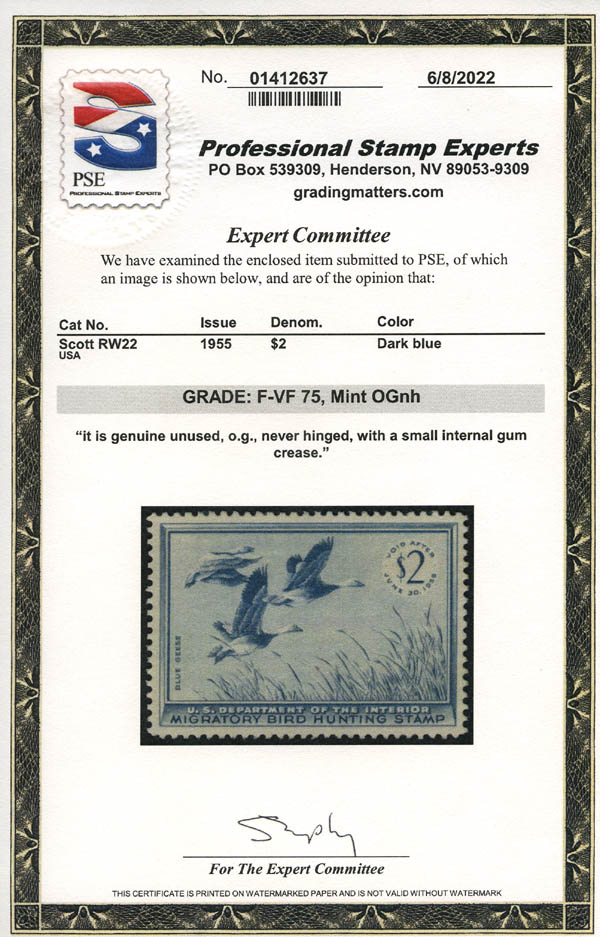 No. 01412637 6/8/2022
PSE
PROFESSIONAL STAMP EXPERTS
Professional Stamp Experts
PO Box 539309, Henderson, NV 89053-9309
gradingmatters.com
Expert Committee
We have examined the enclosed item submitted to PSE, of which
an image is shown below, and are of the opinion that:
Cat No. Issue Denom. Color
Scott RW22 1955 $2 Dark blue
USA
GRADE: F-VF 75, Mint OGnh
“it is genuine unused, o.g., never hinged, with a small internal gum
crease.”
VOID AFTER
$2
JUNE 30, 1956
BLUE GEESE
U.S. DEPARTMENT OF THE INTERIOR
MIGRATORY BIRD HUNTING STAMP
For The Expert Committee
THIS CERTIFICATE IS PRINTED ON WATERMARKED PAPER AND IS NOT VALID WITHOUT WATERMARK